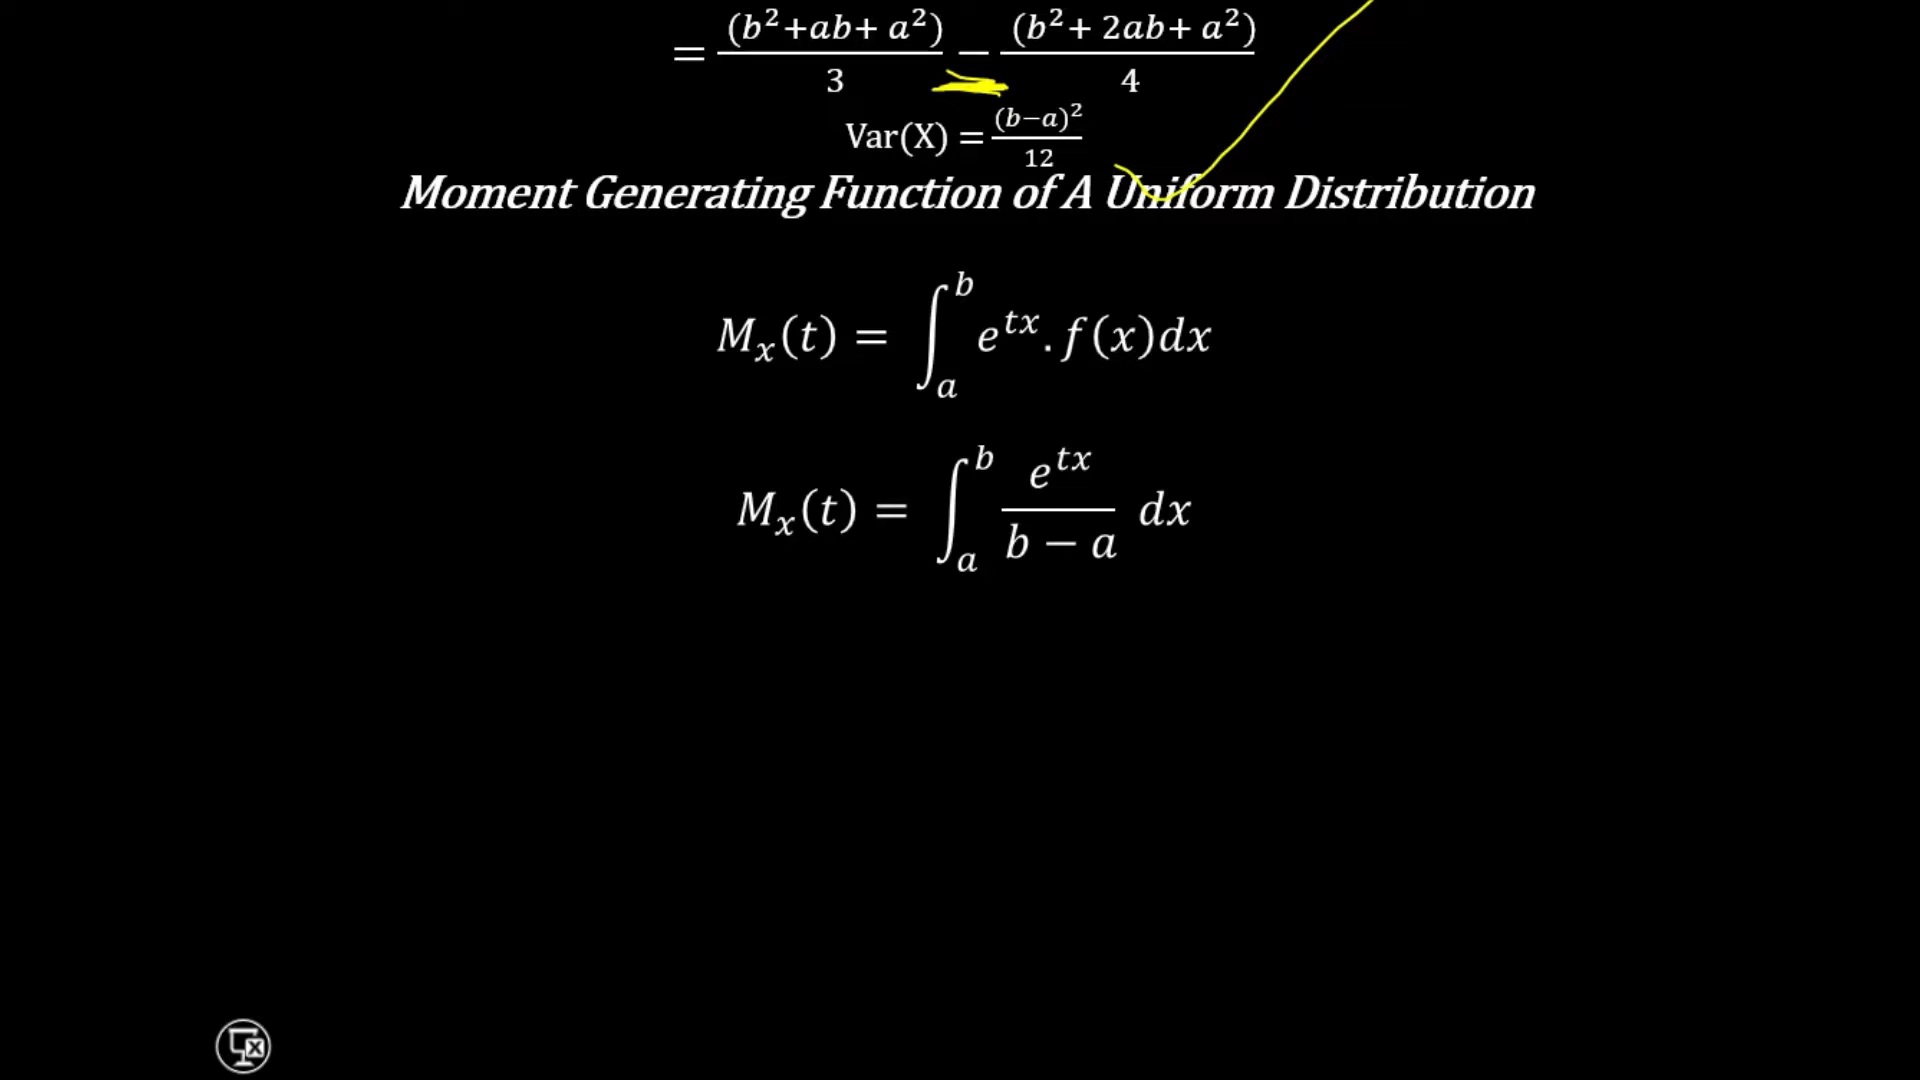 = (b²+ab+ a²)/3 − (b²+ 2ab+ a²)/4
Var(X) = (b−a)²/12
Moment Generating Function of A Uniform Distribution
Mₓ(t) = ∫ₐᵇ eᵗˣ. f(x)dx
Mₓ(t) = ∫ₐᵇ eᵗˣ/(b − a) dx